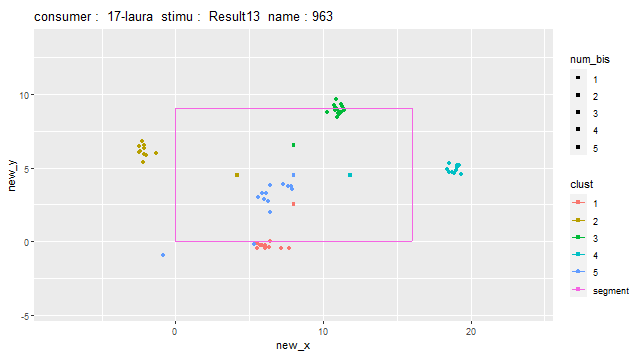 consumer :  17-laura  stimu :  Result13  name : 963
new_y
10
5
0
-5
0
10
20
new_x
num_bis
1
2
3
4
5
clust
1
2
3
4
5
segment